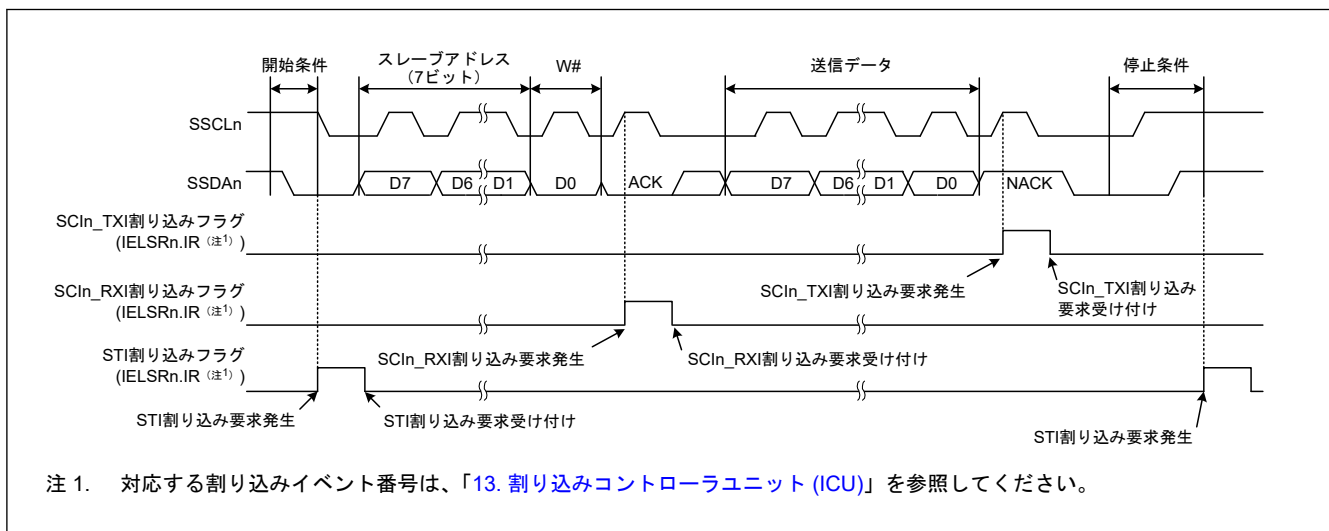 開始条件
スレーブアドレス
(7ビット)
W#
送信データ
停止条件
SSCLn
SSDAn
D7
D6
D1
D0
ACK
D7
D6
D1
D0
NACK
SCIn_TXI割り込みフラグ
(IELSRn.IR (注1) )
SCIn_TXI割り込み要求発生
SCIn_TXI割り込み
要求受け付け
SCIn_RXI割り込みフラグ
(IELSRn.IR (注1) )
SCIn_RXI割り込み要求発生
SCIn_RXI割り込み要求受け付け
STI割り込みフラグ
(IELSRn.IR (注1) )
STI割り込み要求発生
STI割り込み要求受け付け
STI割り込み要求発生
注 1. 対応する割り込みイベント番号は、「13. 割り込みコントローラユニット (ICU)」を参照してください。